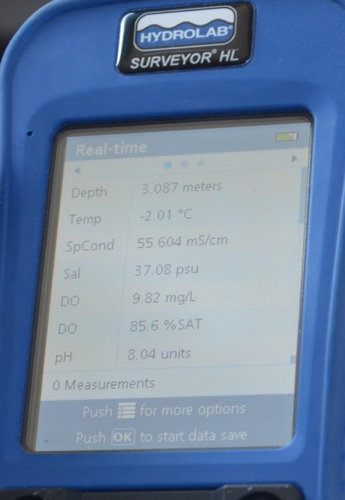 HYDROLAB®
SURVEYOR® HL
Real-time
Depth 3.087 meters
Temp -2.01 °C
SpCond 55.604 mS/cm
Sal 37.08 psu
DO 9.82 mg/L
DO 85.6 %SAT
pH 8.04 units
0 Measurements
Push for more options
Push OK to start data save